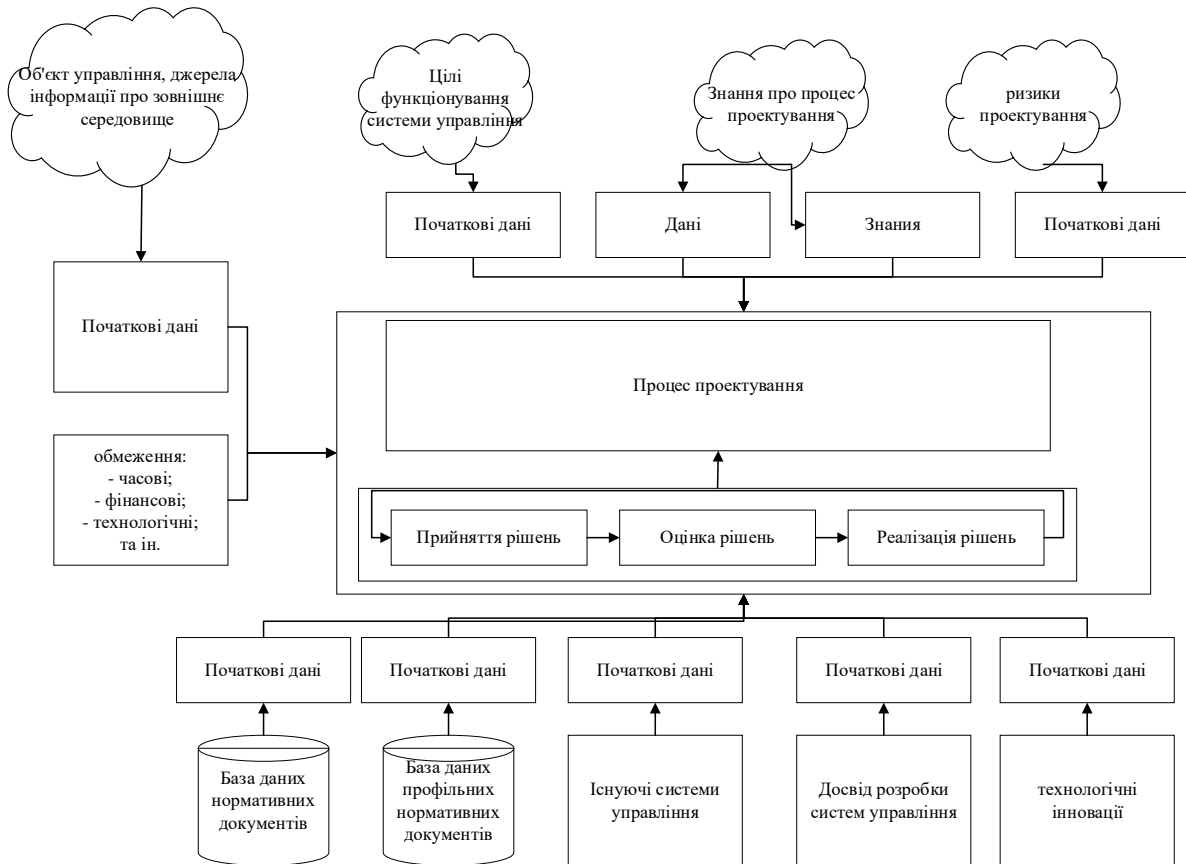 Об'єкт управління, джерела
інформації про зовнішнє
середовище
Цілі
функціонування
системи управління
Знання про процес
проектування
ризики
проектування
Початкові дані
Дані
Знания
Початкові дані
Початкові дані
Процес проектування
обмеження:
- часові;
- фінансові;
- технологічні;
та ін.
Прийняття рішень
Оцінка рішень
Реалізація рішень
Початкові дані
Початкові дані
Початкові дані
Початкові дані
Початкові дані
База даних
нормативних
документів
База даних
профільних
нормативних
документів
Існуючі системи
управління
Досвід розробки
систем управління
технологічні
інновації